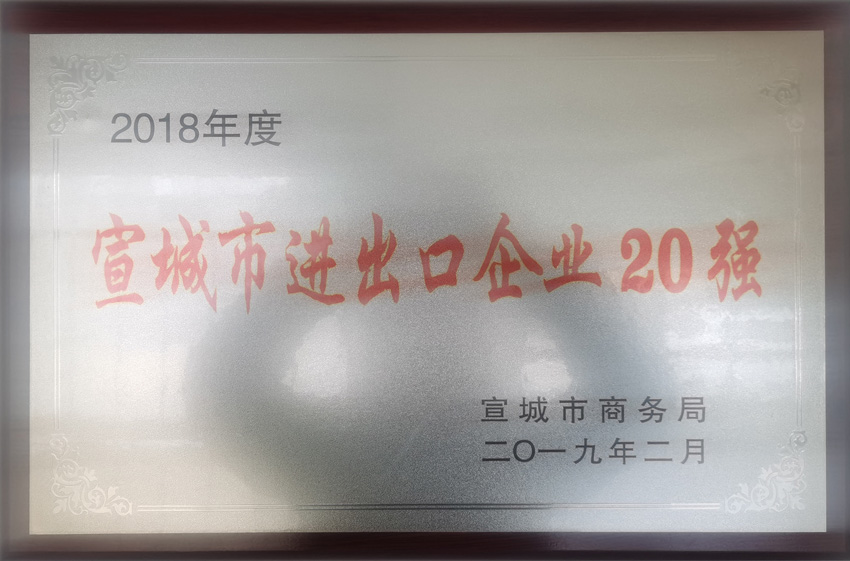 2018年度
宣城市进出口企业20强
宣城市商务局
二〇一九年二月